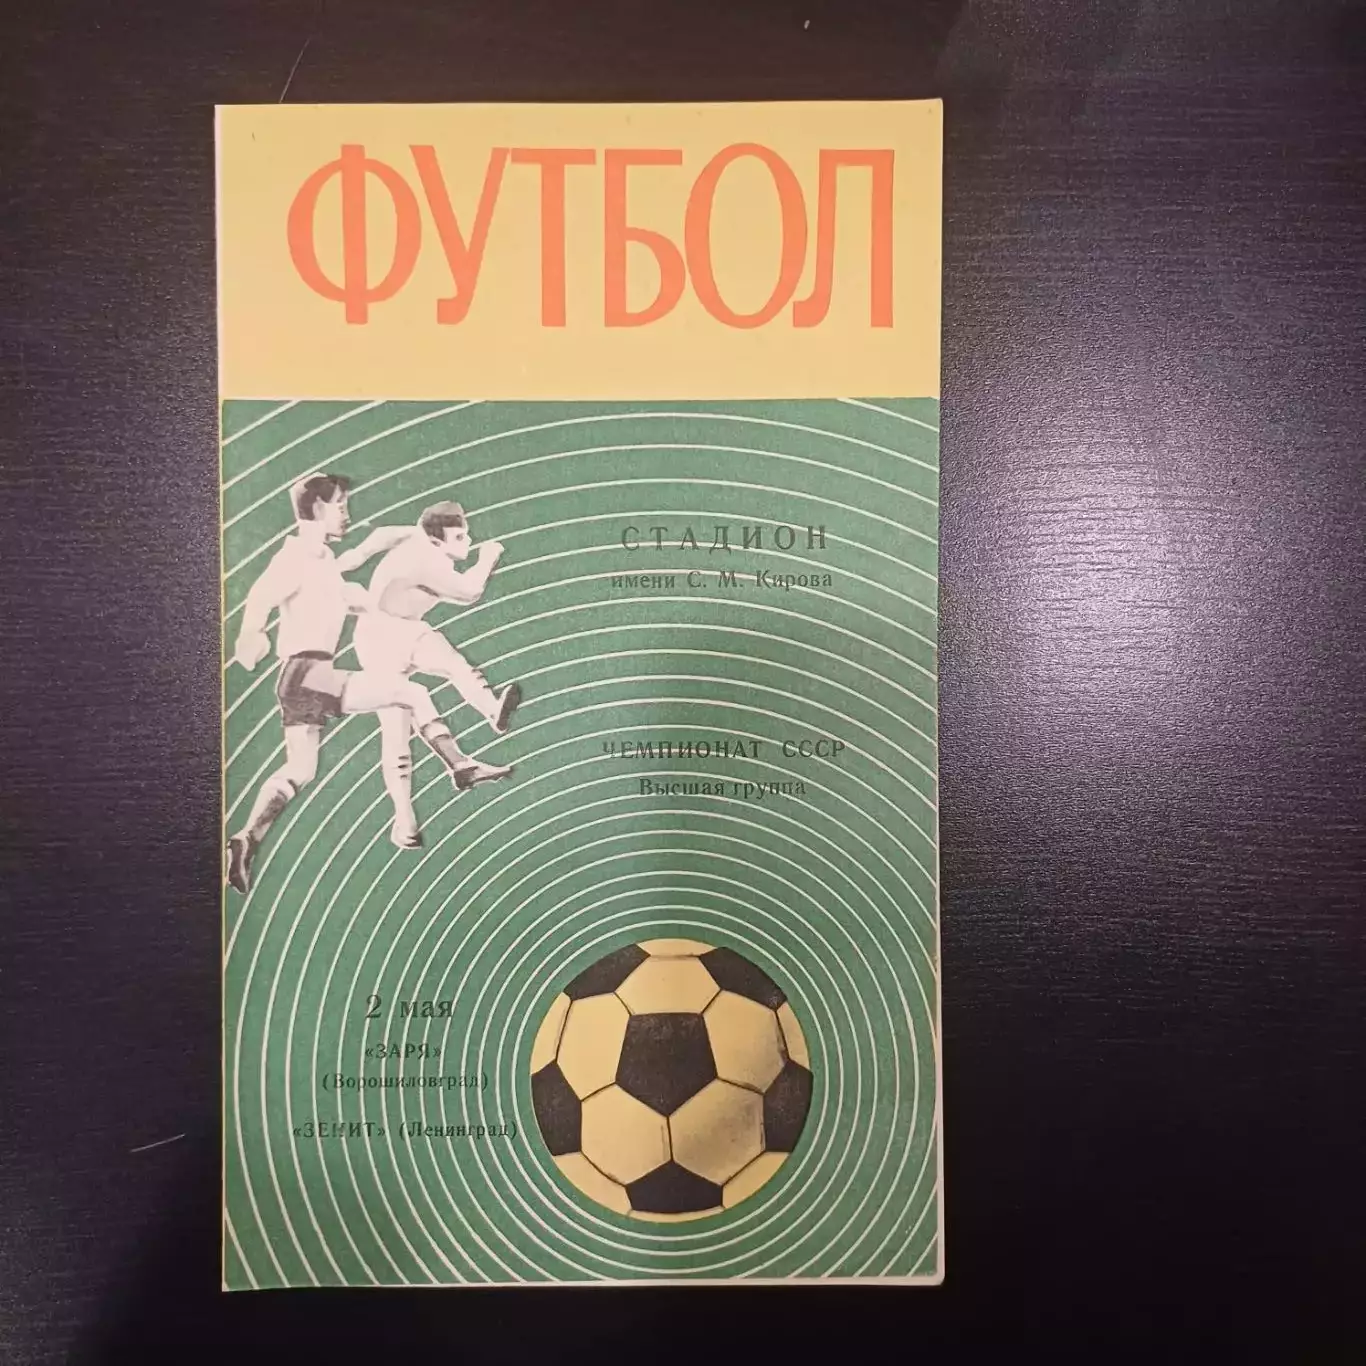 ФУТБОЛ
СТАДИОН
имени С. М. Кирова
ЧЕМПИОНАТ СССР
Высшая группа
2 мая
«ЗАРЯ»
(Ворошиловград)
«ЗЕНИТ» (Ленинград)